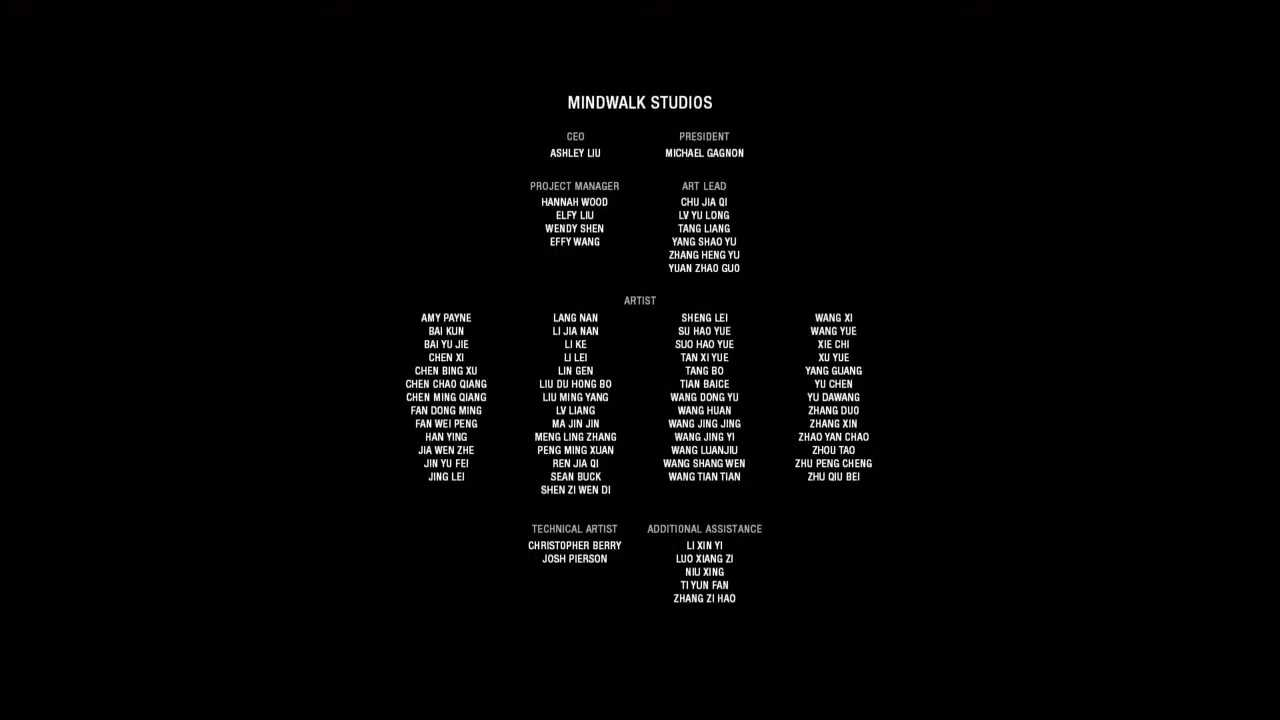 MINDWALK STUDIOS
CEO
ASHLEY LIU
PRESIDENT
MICHAEL GAGNON
PROJECT MANAGER
HANNAH WOOD
ELFY LIU
WENDY SHEN
EFFY WANG
ART LEAD
CHU JIA QI
LV YU LONG
TANG LIANG
YANG SHAO YU
ZHANG HENG YU
YUAN ZHAO GUO
ARTIST
AMY PAYNE
BAI KUN
BAI YU JIE
CHEN XI
CHEN BING XU
CHEN CHAO QIANG
CHEN MING QIANG
FAN DONG MING
FAN WEI PENG
HAN YING
JIA WEN ZHE
JIN YU FEI
JING LEI
LANG NAN
LI JIA NAN
LI KE
LI LEI
LIN GEN
LIU DU HONG BO
LIU MING YANG
LV LIANG
MA JIN JIN
MENG LING ZHANG
PENG MING XUAN
REN JIA QI
SEAN BUCK
SHEN ZI WEN DI
SHENG LEI
SU HAO YUE
SUO HAO YUE
TAN XI YUE
TANG BO
TIAN BAICE
WANG DONG YU
WANG HUAN
WANG JING JING
WANG JING YI
WANG LUANJIU
WANG SHANG WEN
WANG TIAN TIAN
WANG XI
WANG YUE
XIE CHI
XU YUE
YANG GUANG
YU CHEN
YU DAWANG
ZHANG DUO
ZHANG XIN
ZHAO YAN CHAO
ZHOU TAO
ZHU PENG CHENG
ZHU QIU BEI
TECHNICAL ARTIST
CHRISTOPHER BERRY
JOSH PIERSON
ADDITIONAL ASSISTANCE
LI XIN YI
LUO XIANG ZI
NIU XING
TI YUN FAN
ZHANG ZI HAO